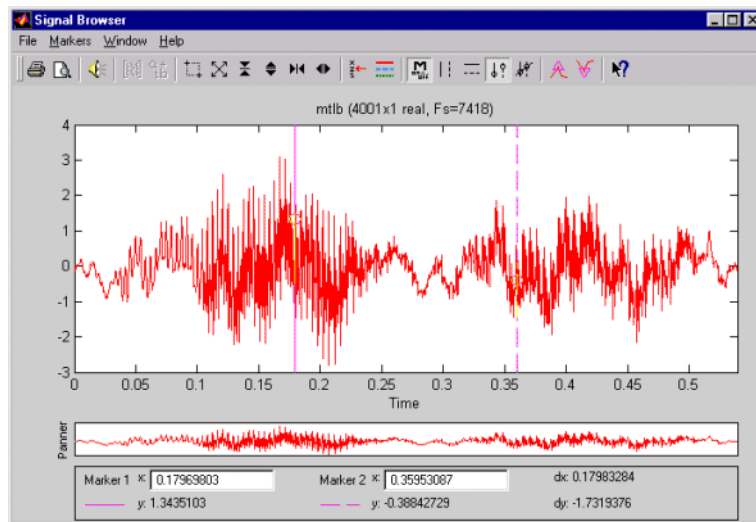 Signal Browser
File Markers Window Help
mtlb (4001x1 real, Fs=7418)
4
3
2
1
0
-1
-2
-3
0 0.05 0.1 0.15 0.2 0.25 0.3 0.35 0.4 0.45 0.5
Time
Panner
Marker 1 x: 0.17969803 Marker 2 x: 0.35953087 dx: 0.17983284
y: 1.3435103 y: -0.38842729 dy: -1.7319376